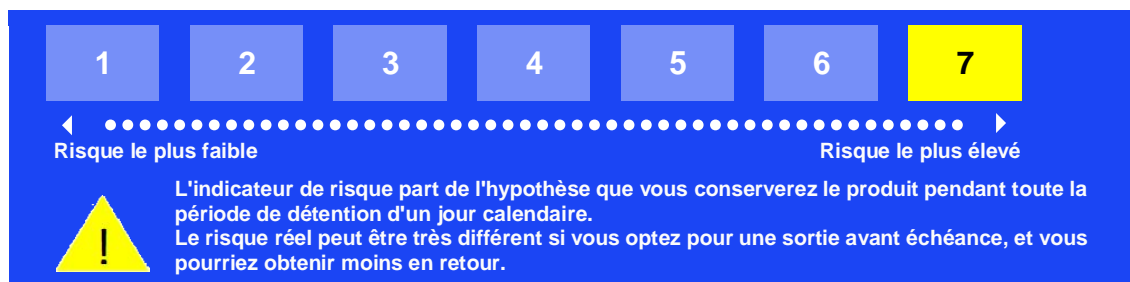 1 2 3 4 5 6 7
Risque le plus faible Risque le plus élevé
L'indicateur de risque part de l'hypothèse que vous conserverez le produit pendant toute la
période de détention d'un jour calendaire.
Le risque réel peut être très différent si vous optez pour une sortie avant échéance, et vous
pourriez obtenir moins en retour.
!